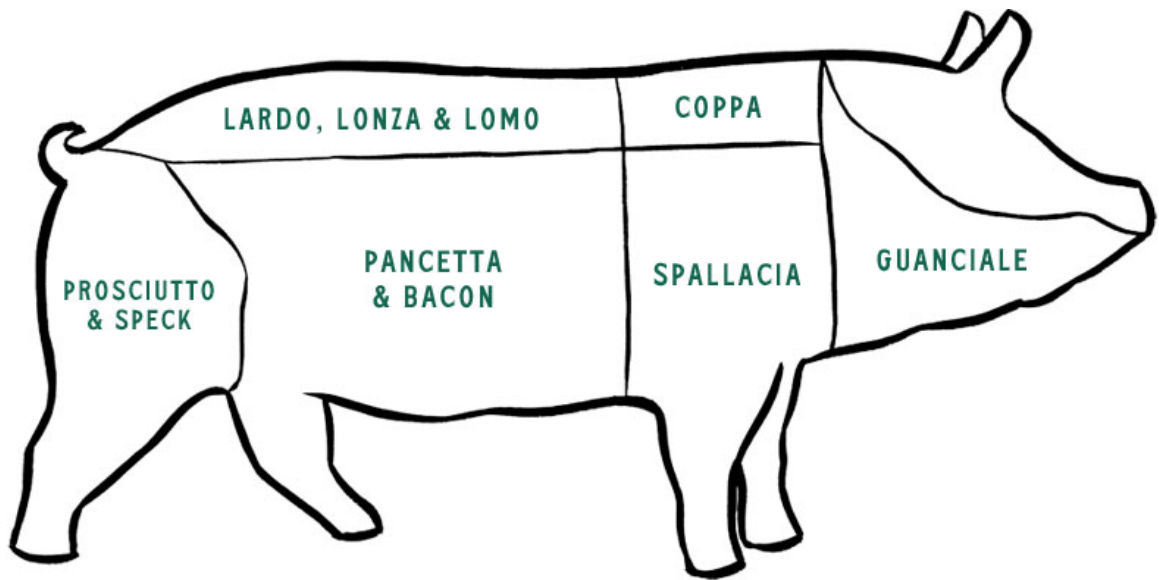 LARDO, LONZA & LOMO
COPPA
PROSCIUTTO
& SPECK
PANCETTA
& BACON
SPALLACIA
GUANCIALE